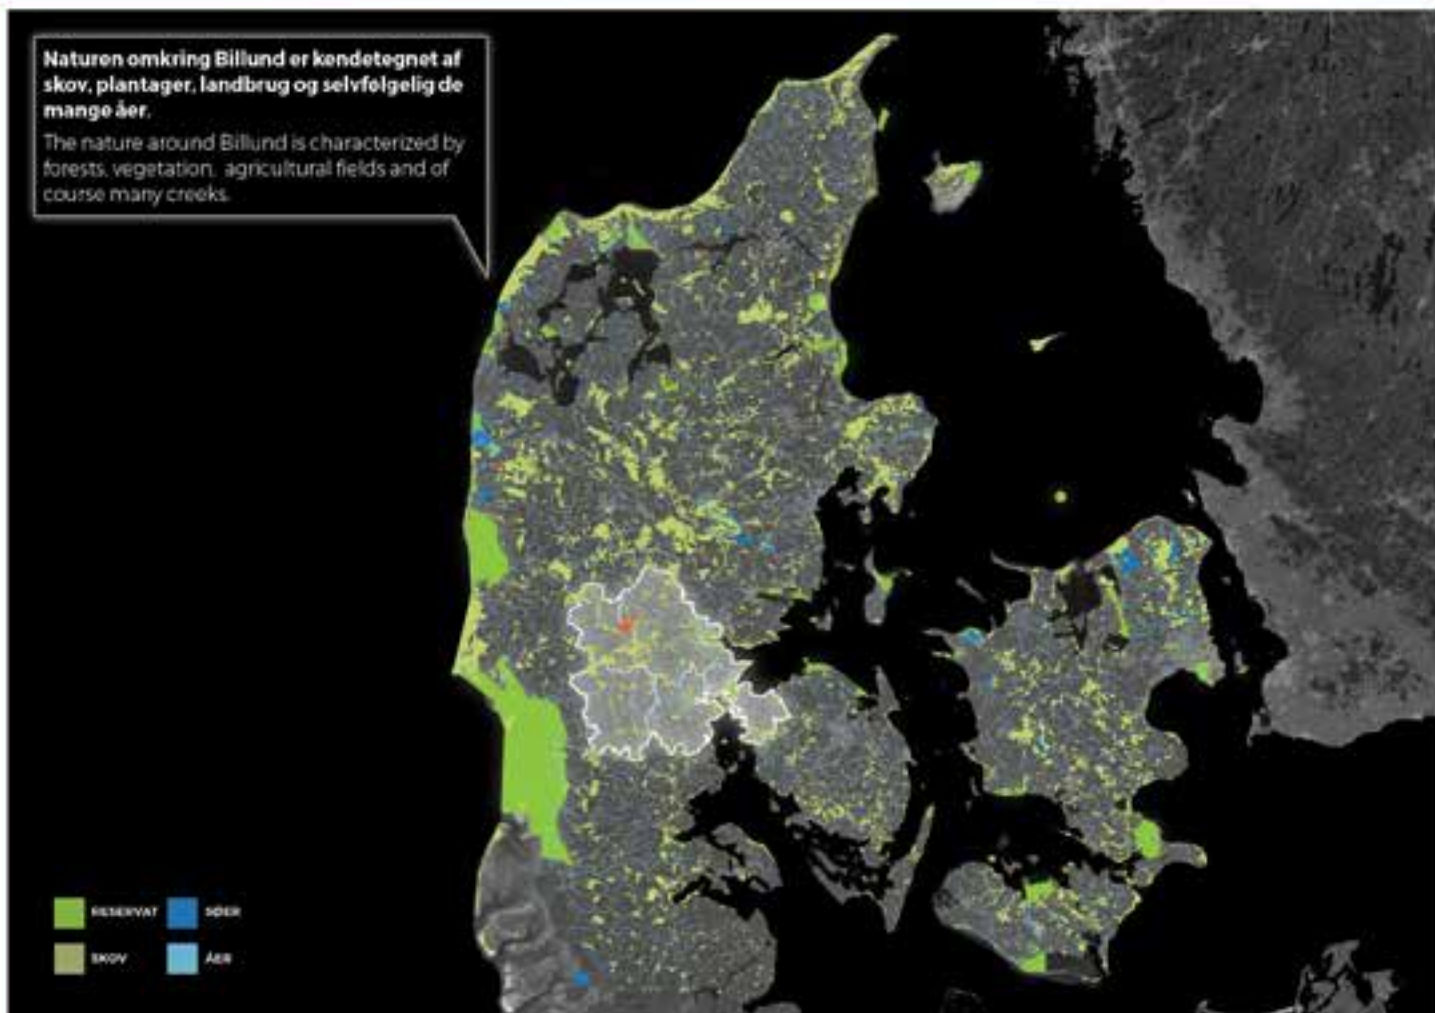 Naturen omkring Billund er kendetegnet af
skov, plantager, landbrug og selvfølgelig de
mange åer.
The nature around Billund is characterized by
forests, vegetation, agricultural fields and of
course many creeks.
RESERVAT SØER
SKOV ÅER